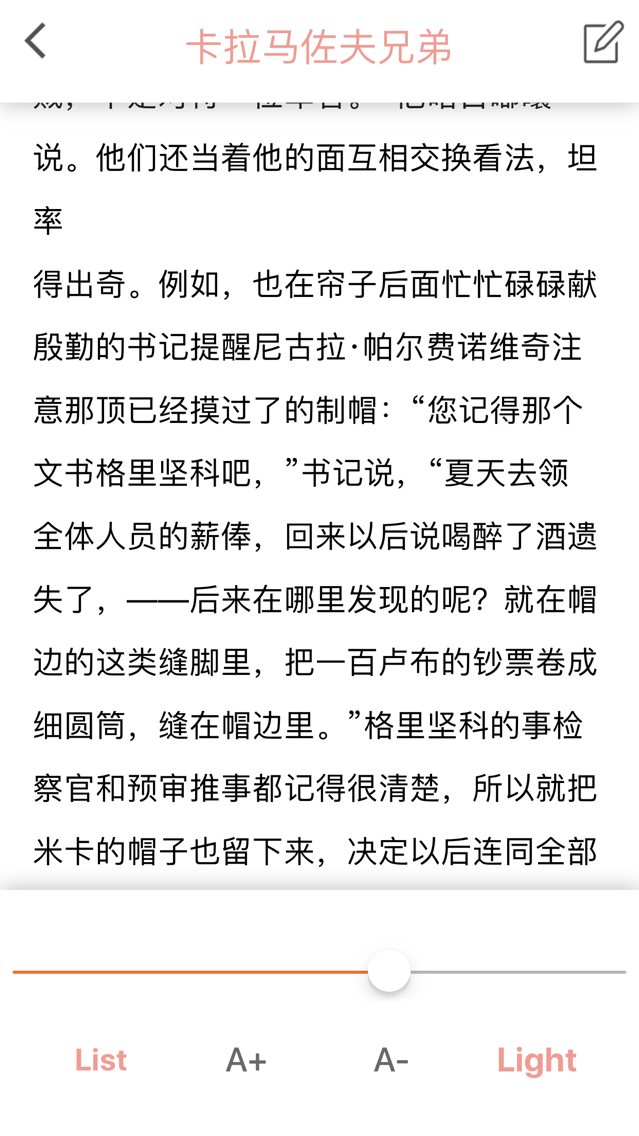 卡拉马佐夫兄弟
说。他们还当着他的面互相交换看法，坦
率
得出奇。例如，也在帘子后面忙忙碌碌献
殷勤的书记提醒尼古拉·帕尔费诺维奇注
意那顶已经摸过了的制帽：“您记得那个
文书格里坚科吧，”书记说，“夏天去领
全体人员的薪俸，回来以后说喝醉了酒遗
失了，——后来在哪里发现的呢？就在帽
边的这类缝脚里，把一百卢布的钞票卷成
细圆筒，缝在帽边里。”格里坚科的事检
察官和预审推事都记得很清楚，所以就把
米卡的帽子也留下来，决定以后连同全部
List A+ A- Light